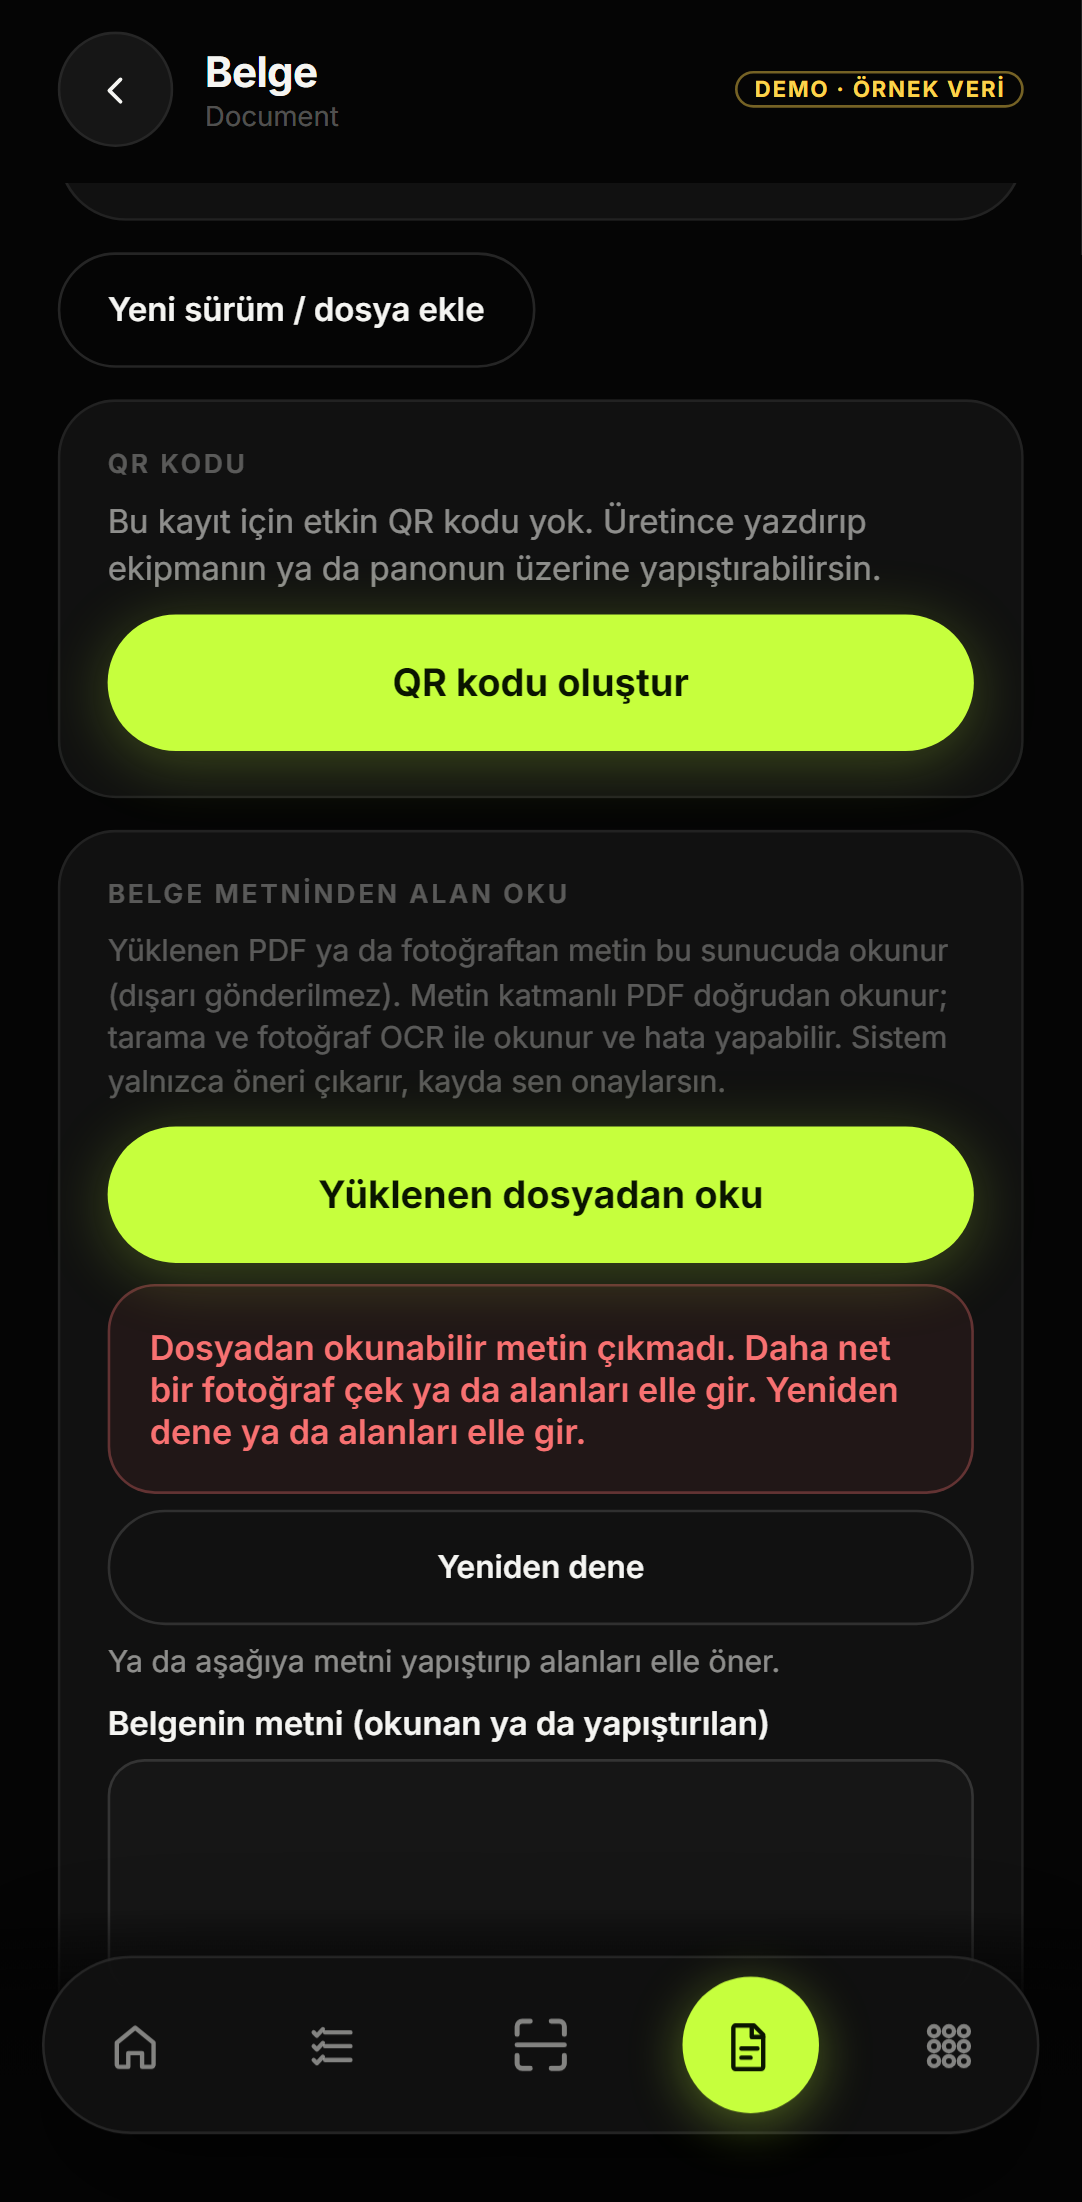 Belge
Document
DEMO · ÖRNEK VERİ
Yeni sürüm / dosya ekle
QR KODU
Bu kayıt için etkin QR kodu yok. Üretince yazdırıp
ekipmanın ya da panonun üzerine yapıştırabilirsin.
QR kodu oluştur
BELGE METNİNDEN ALAN OKU
Yüklenen PDF ya da fotoğraftan metin bu sunucuda okunur
(dışarı gönderilmez). Metin katmanlı PDF doğrudan okunur;
tarama ve fotoğraf OCR ile okunur ve hata yapabilir. Sistem
yalnızca öneri çıkarır, kayda sen onaylarsın.
Yüklenen dosyadan oku
Dosyadan okunabilir metin çıkmadı. Daha net
bir fotoğraf çek ya da alanları elle gir. Yeniden
dene ya da alanları elle gir.
Yeniden dene
Ya da aşağıya metni yapıştırıp alanları elle öner.
Belgenin metni (okunan ya da yapıştırılan)